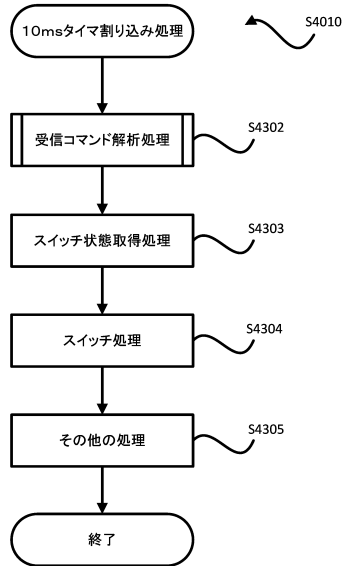 10msタイマ割り込み処理
S4010
受信コマンド解析処理
S4302
スイッチ状態取得処理
S4303
スイッチ処理
S4304
その他の処理
S4305
終了